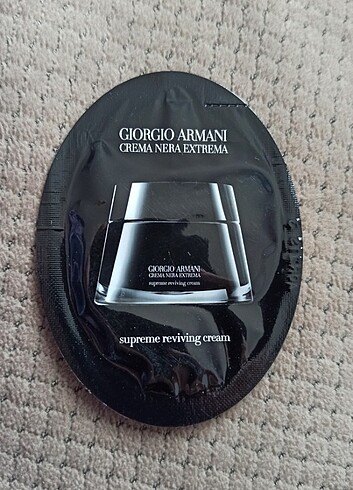 GIORGIO ARMANI
CREMA NERA EXTREMA
GIORGIO ARMANI
CREMA NERA EXTREMA
supreme reviving cream
supreme reviving cream